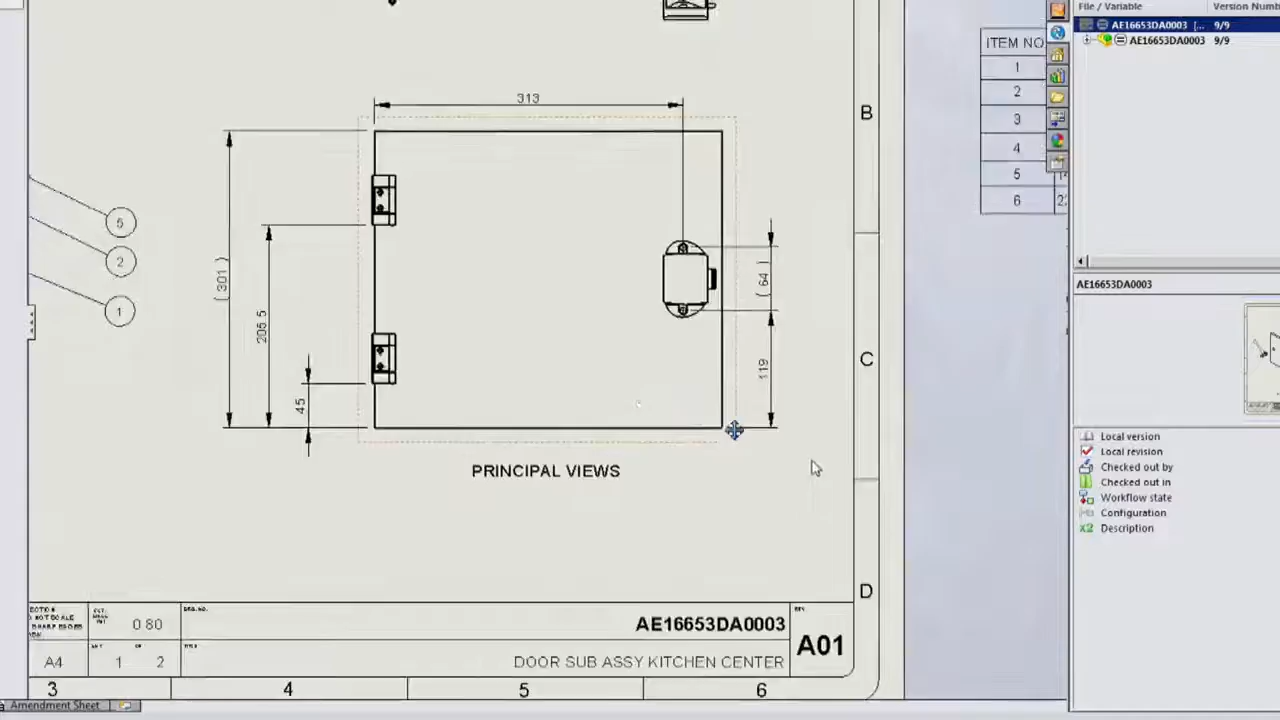 File / Variable Version Numb
AE16653DA0003 [... 9/9
AE16653DA0003 9/9
ITEM NO
1
2
3
4
5
6
313
B
5
2
1
( 301 )
205.5
45
( 64 )
119
C
AE16653DA0003
PRINCIPAL VIEWS
Local version
Local revision
Checked out by
Checked out in
Workflow state
Configuration
Description
D
0 80
AE16653DA0003
A01
A4 1 2
DOOR SUB ASSY KITCHEN CENTER
3 4 5 6
Amendment Sheet